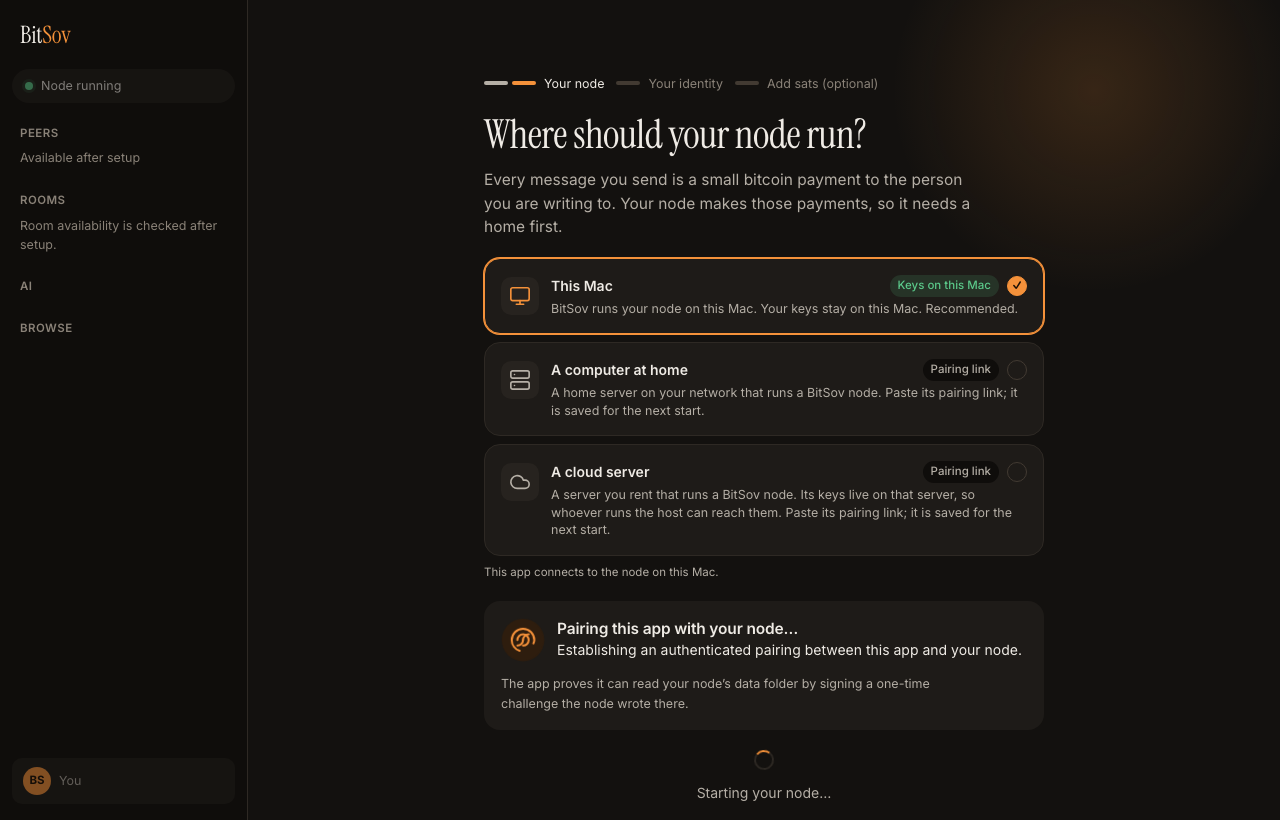 BitSov
Node running
PEERS
Available after setup
ROOMS
Room availability is checked after
setup.
AI
BROWSE
BS You
Your node Your identity Add sats (optional)
Where should your node run?
Every message you send is a small bitcoin payment to the person
you are writing to. Your node makes those payments, so it needs a
home first.
This Mac Keys on this Mac
BitSov runs your node on this Mac. Your keys stay on this Mac. Recommended.
A computer at home Pairing link
A home server on your network that runs a BitSov node. Paste its pairing link; it
is saved for the next start.
A cloud server Pairing link
A server you rent that runs a BitSov node. Its keys live on that server, so
whoever runs the host can reach them. Paste its pairing link; it is saved for the
next start.
This app connects to the node on this Mac.
Pairing this app with your node...
Establishing an authenticated pairing between this app and your node.
The app proves it can read your node’s data folder by signing a one-time
challenge the node wrote there.
Starting your node...